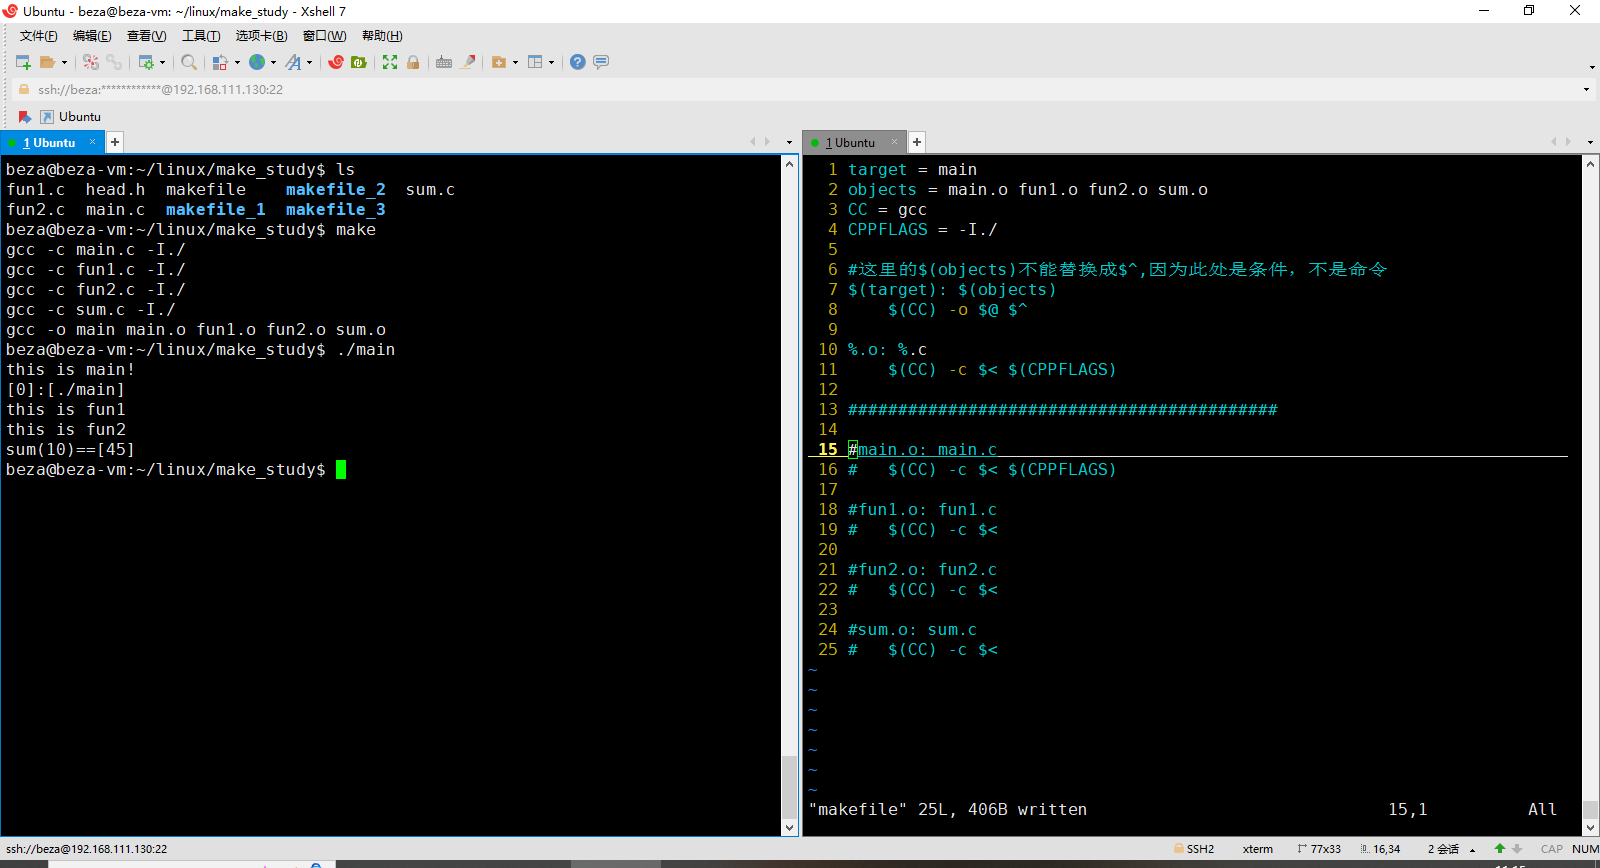 Ubuntu - beza@beza-vm: ~/linux/make_study - Xshell 7
文件(F) 编辑(E) 查看(V) 工具(T) 选项卡(B) 窗口(W) 帮助(H)
ssh://beza:************@192.168.111.130:22
Ubuntu
1 Ubuntu × +
beza@beza-vm:~/linux/make_study$ ls
fun1.c head.h makefile makefile_2 sum.c
fun2.c main.c makefile_1 makefile_3
beza@beza-vm:~/linux/make_study$ make
gcc -c main.c -I./
gcc -c fun1.c -I./
gcc -c fun2.c -I./
gcc -c sum.c -I./
gcc -o main main.o fun1.o fun2.o sum.o
beza@beza-vm:~/linux/make_study$ ./main
this is main!
[0]:[./main]
this is fun1
this is fun2
sum(10)==[45]
beza@beza-vm:~/linux/make_study$
1 Ubuntu × +
1 target = main
2 objects = main.o fun1.o fun2.o sum.o
3 CC = gcc
4 CPPFLAGS = -I./
5
6 #这里的$(objects)不能替换成$^,因为此处是条件，不是命令
7 $(target): $(objects)
8     $(CC) -o $@ $^
9
10 %.o: %.c
11     $(CC) -c $< $(CPPFLAGS)
12
13 ###########################################
14
15 #main.o: main.c
16 #   $(CC) -c $< $(CPPFLAGS)
17
18 #fun1.o: fun1.c
19 #   $(CC) -c $<
20
21 #fun2.o: fun2.c
22 #   $(CC) -c $<
23
24 #sum.o: sum.c
25 #   $(CC) -c $<
~
~
~
~
~
~
~
"makefile" 25L, 406B written 15,1 All
ssh://beza@192.168.111.130:22 SSH2 xterm 77x33 16,34 2 会话 CAP NUM